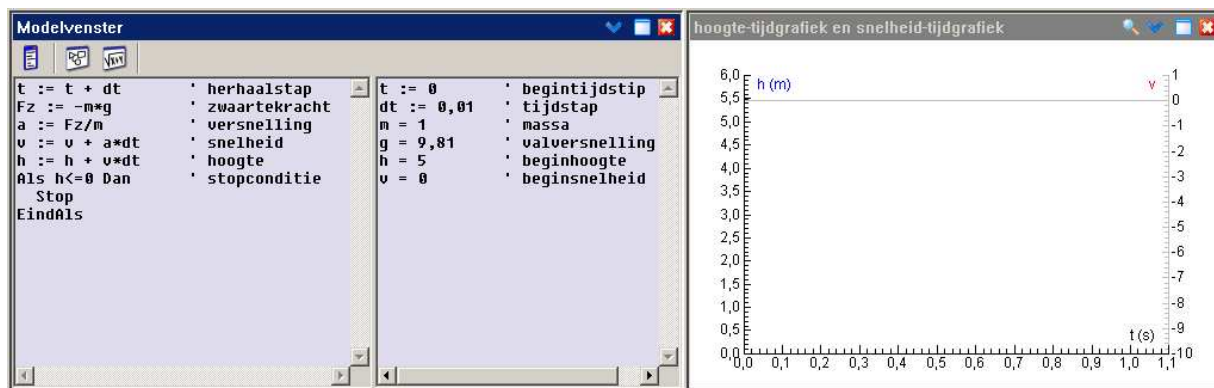 Modelvenster
t := t + dt ' herhaalstap
Fz := -m*g ' zwaartekracht
a := Fz/m ' versnelling
v := v + a*dt ' snelheid
h := h + v*dt ' hoogte
Als h<=0 Dan ' stopconditie
Stop
EindAls
t := 0 ' begintijdstip
dt := 0,01 ' tijdstap
m = 1 ' massa
g = 9,81 ' valversnelling
h = 5 ' beginhoogte
v = 0 ' beginsnelheid
hoogte-tijdgrafiek en snelheid-tijdgrafiek
h (m)
v
6,0
5,5
5,0
4,5
4,0
3,5
3,0
2,5
2,0
1,5
1,0
0,5
0,0
1
0
-1
-2
-3
-4
-5
-6
-7
-8
-9
-10
t (s)
0,0 0,1 0,2 0,3 0,4 0,5 0,6 0,7 0,8 0,9 1,0 1,1